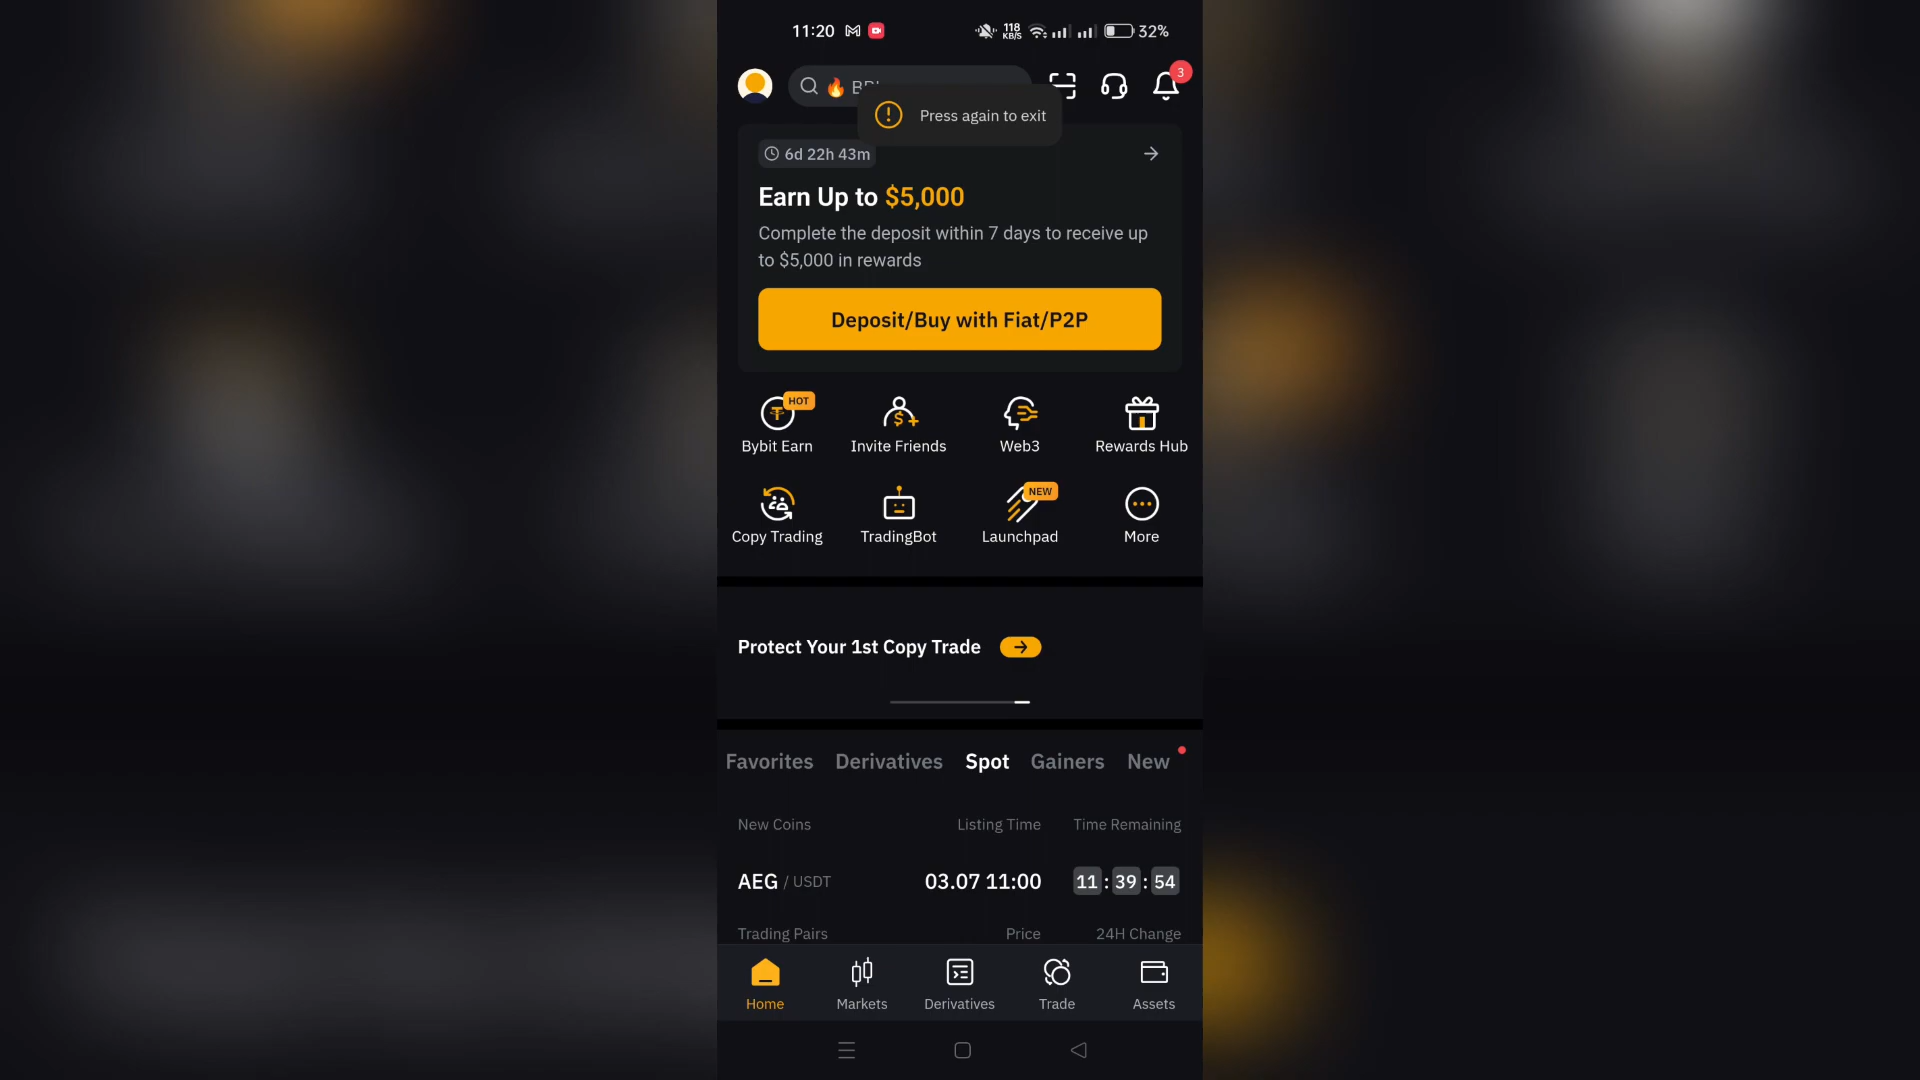 11:20
118
KB/S
32%
3
Press again to exit
6d 22h 43m
Earn Up to $5,000
Complete the deposit within 7 days to receive up
to $5,000 in rewards
Deposit/Buy with Fiat/P2P
HOT
Bybit Earn
Invite Friends
Web3
Rewards Hub
NEW
Copy Trading
TradingBot
Launchpad
More
Protect Your 1st Copy Trade
Favorites Derivatives Spot Gainers New
New Coins Listing Time Time Remaining
AEG / USDT 03.07 11:00 11 : 39 : 54
Trading Pairs Price 24H Change
Home Markets Derivatives Trade Assets